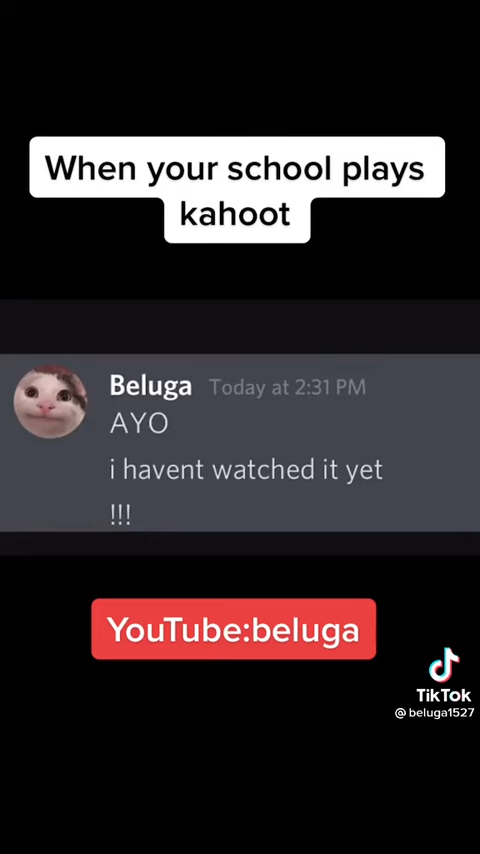 When your school plays
kahoot
Beluga Today at 2:31 PM
AYO
i havent watched it yet
!!!
YouTube:beluga
TikTok
@ beluga1527